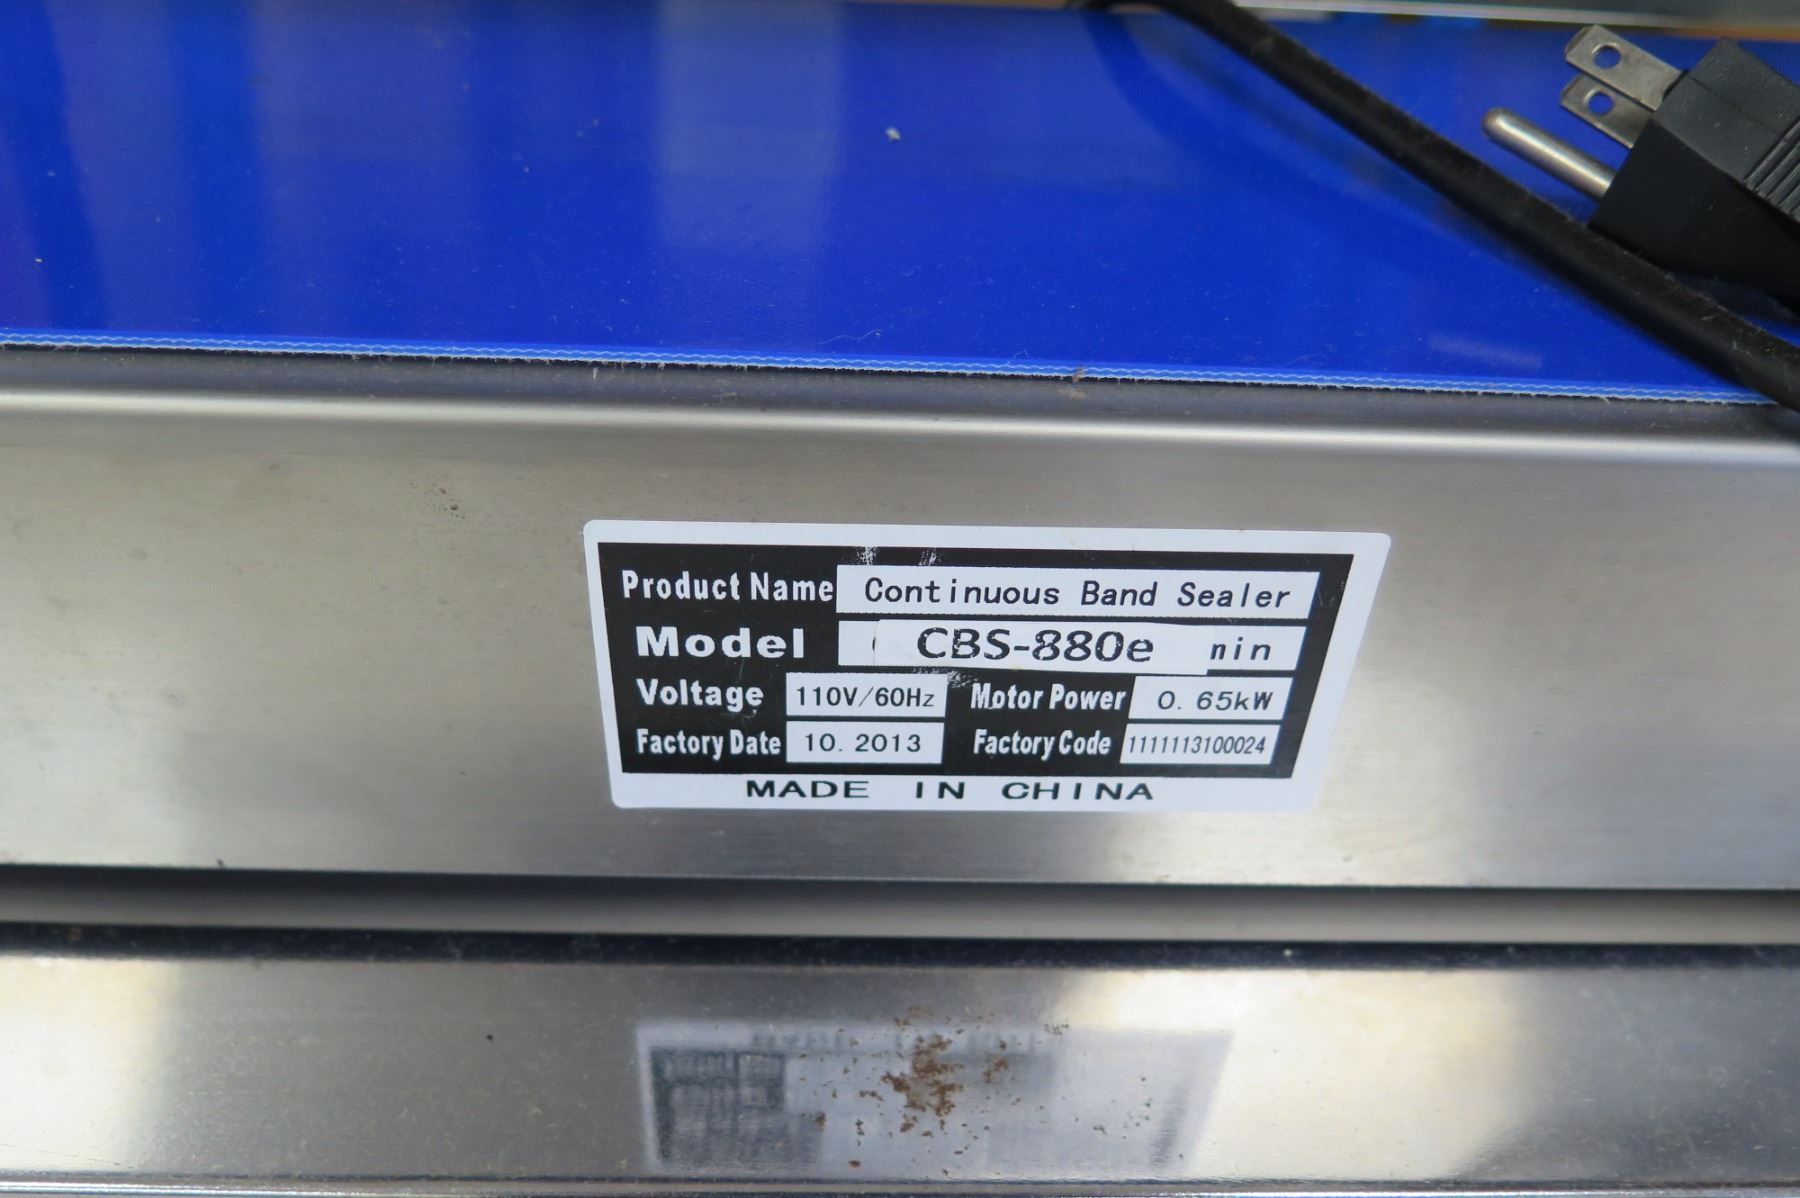 Product Name Continuous Band Sealer
Model CBS-880e nin
Voltage 110V/60Hz Motor Power 0.65kW
Factory Date 10.2013 Factory Code 1111113100024
MADE IN CHINA